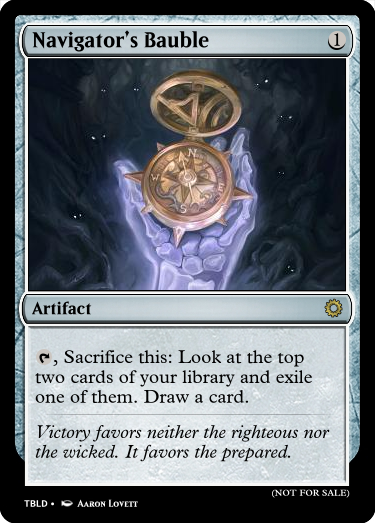 Navigator's Bauble 1
Artifact
, Sacrifice this: Look at the top
two cards of your library and exile
one of them. Draw a card.
Victory favors neither the righteous nor
the wicked. It favors the prepared.
(NOT FOR SALE)
TBLD • AARON LOVETT